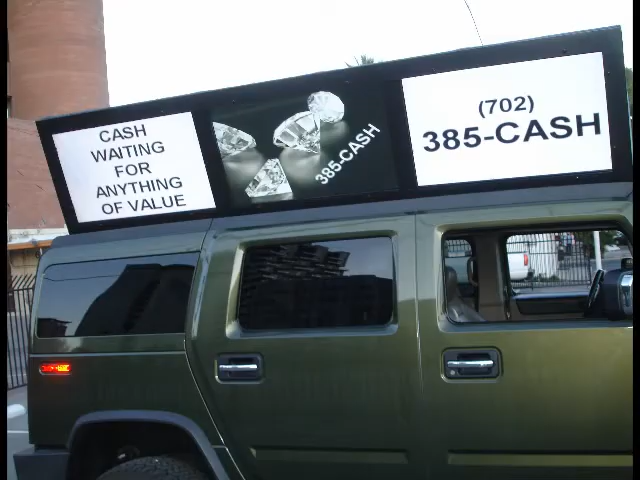 CASH
WAITING
FOR
ANYTHING
OF VALUE
385-CASH
(702)
385-CASH